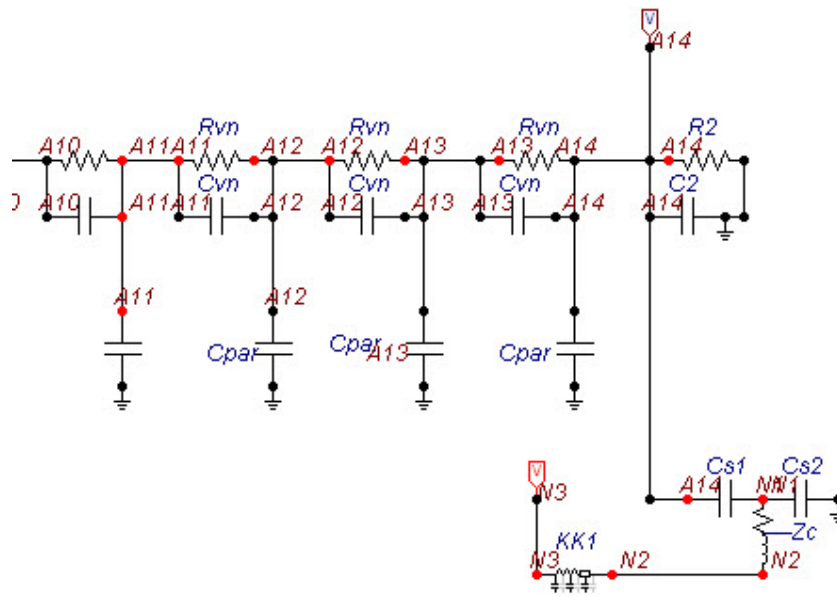 V
A14
Rvn Rvn Rvn R2
A10 A11 A11 A12 A12 A13 A13 A14 A14
Cvn Cvn Cvn C2
0 A10 A11 A11 A12 A12 A13 A13 A14 A14
A11 A12
Cpar Cpar A13 Cpar
Cs1 Cs2
V
N3 A14 N1 N1
Zc
KK1
N3 N2 N2